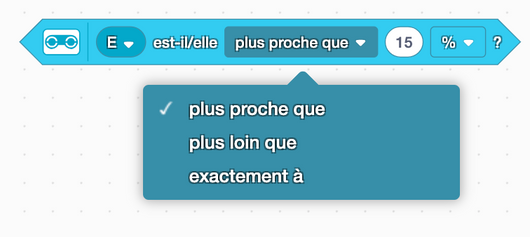 E est-il/elle plus proche que 15 % ?
✓ plus proche que
plus loin que
exactement à